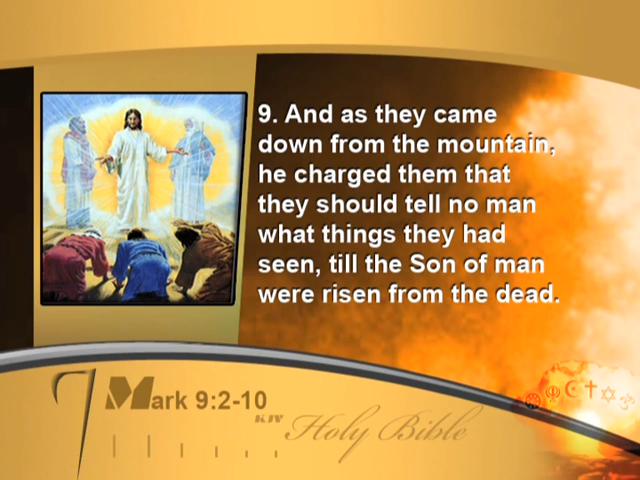 9. And as they came
down from the mountain,
he charged them that
they should tell no man
what things they had
seen, till the Son of man
were risen from the dead.
Mark 9:2-10
KJV
Holy Bible